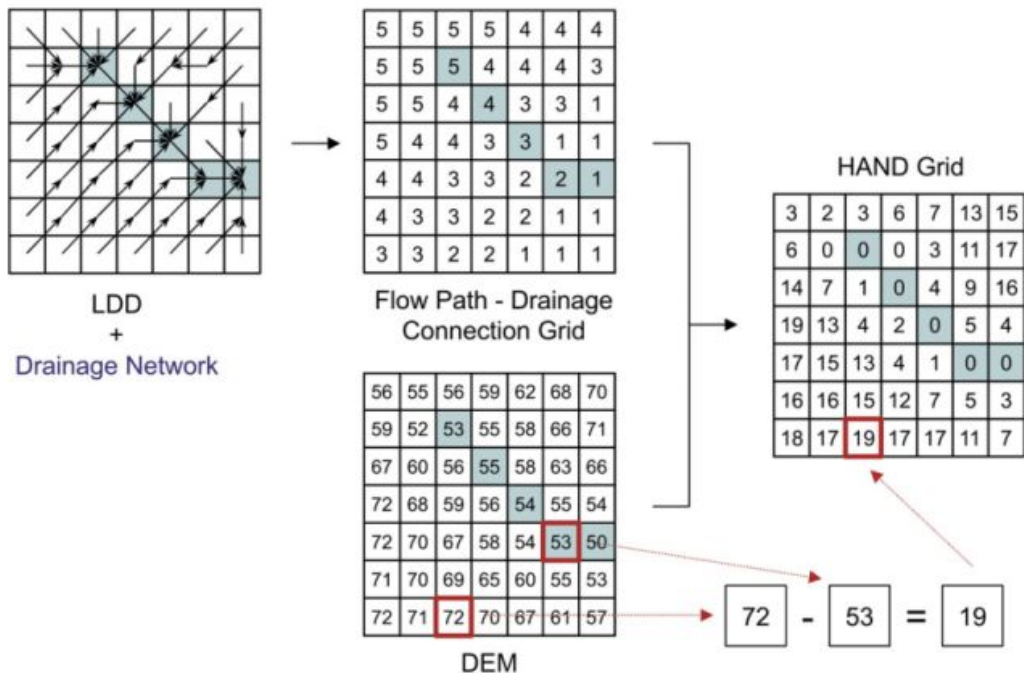 5 5 5 5 4 4 4
5 5 5 4 4 4 3
5 5 4 4 3 3 1
5 4 4 3 3 1 1
4 4 3 3 2 2 1
4 3 3 2 2 1 1
3 3 2 2 1 1 1
LDD
+
Drainage Network
Flow Path - Drainage
Connection Grid
56 55 56 59 62 68 70
59 52 53 55 58 66 71
67 60 56 55 58 63 66
72 68 59 56 54 55 54
72 70 67 58 54 53 50
71 70 69 65 60 55 53
72 71 72 70 67 61 57
DEM
HAND Grid
3 2 3 6 7 13 15
6 0 0 0 3 11 17
14 7 1 0 4 9 16
19 13 4 2 0 5 4
17 15 13 4 1 0 0
16 16 15 12 7 5 3
18 17 19 17 17 11 7
72 - 53 = 19